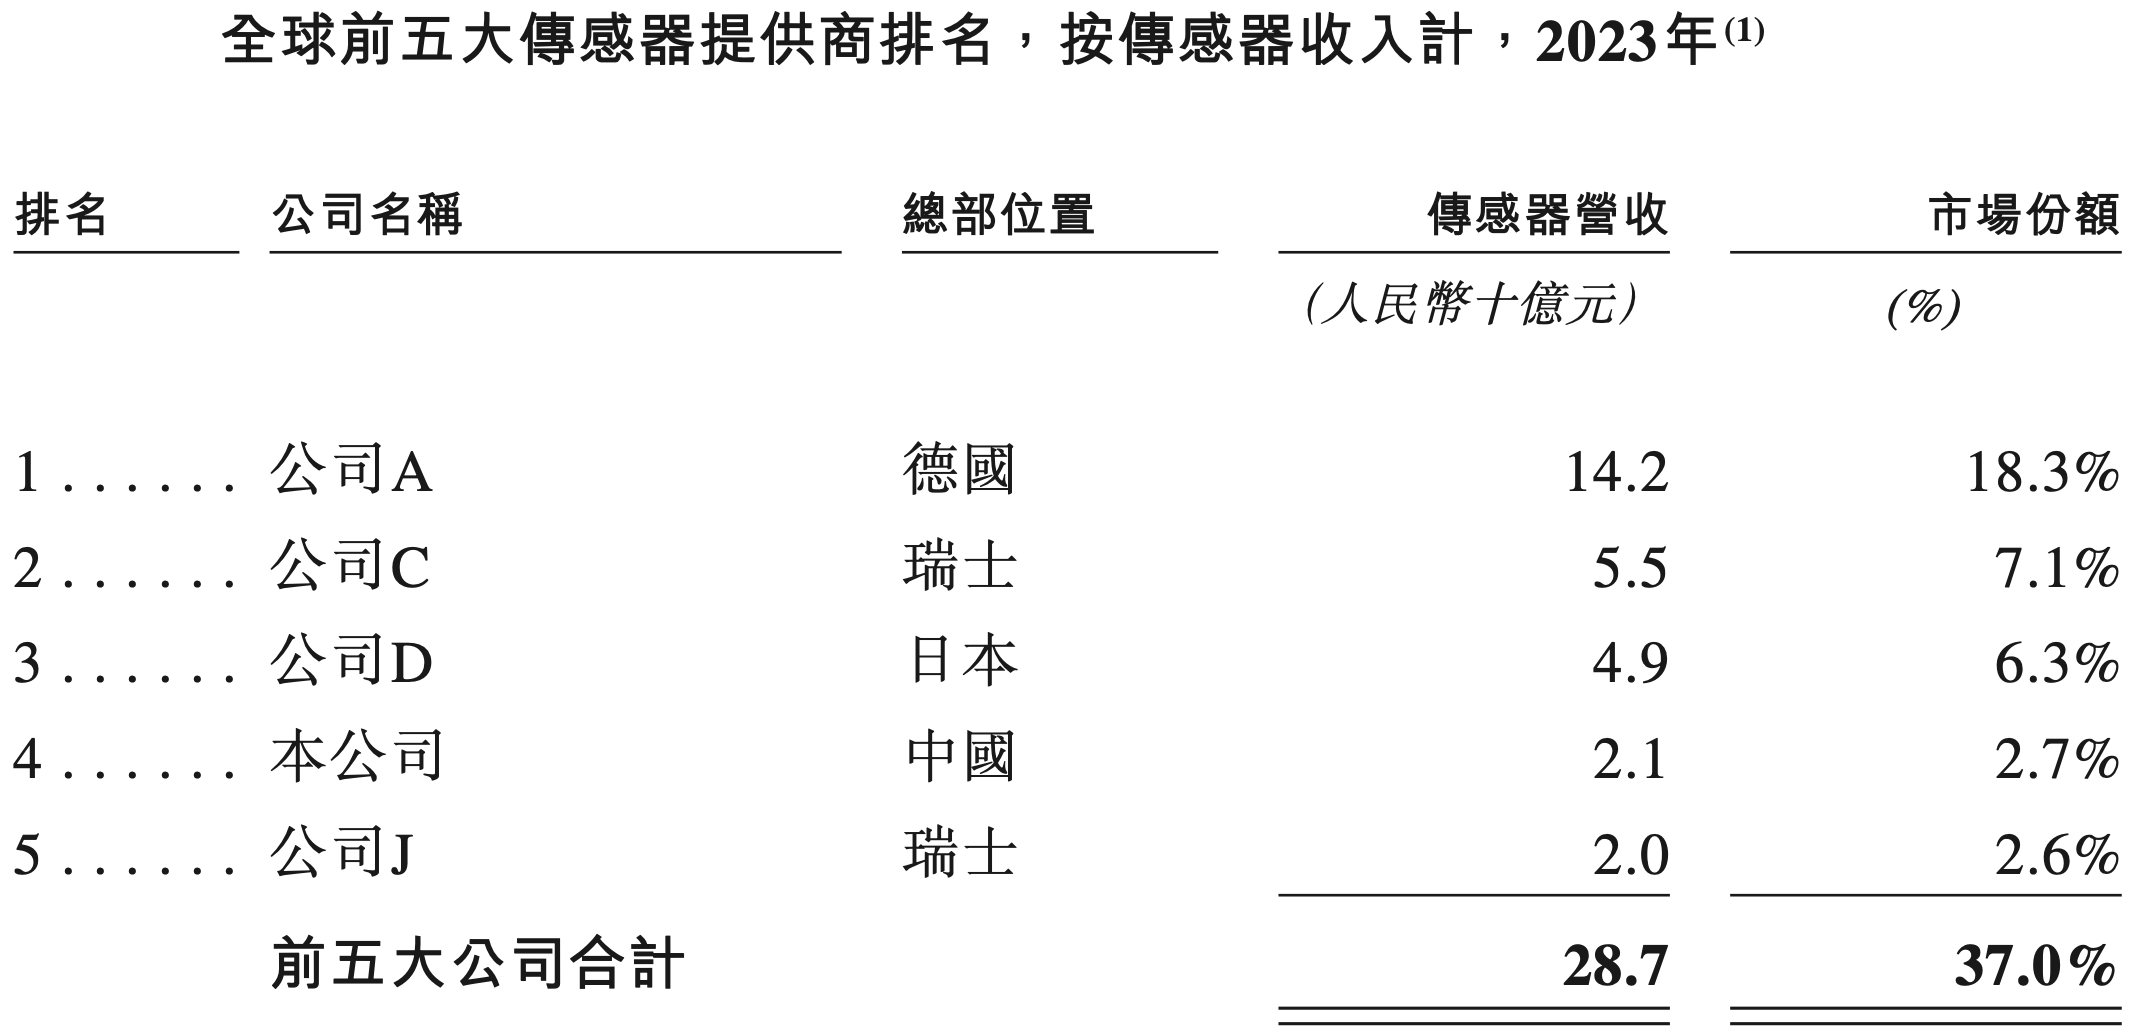 全球前五大傳感器提供商排名，按傳感器收入計，2023年(1)
排名 公司名稱 總部位置 傳感器營收 市場份額
（人民幣十億元） (%)
1 . . . . . . 公司A 德國 14.2 18.3%
2 . . . . . . 公司C 瑞士 5.5 7.1%
3 . . . . . . 公司D 日本 4.9 6.3%
4 . . . . . . 本公司 中國 2.1 2.7%
5 . . . . . . 公司J 瑞士 2.0 2.6%
前五大公司合計 28.7 37.0%